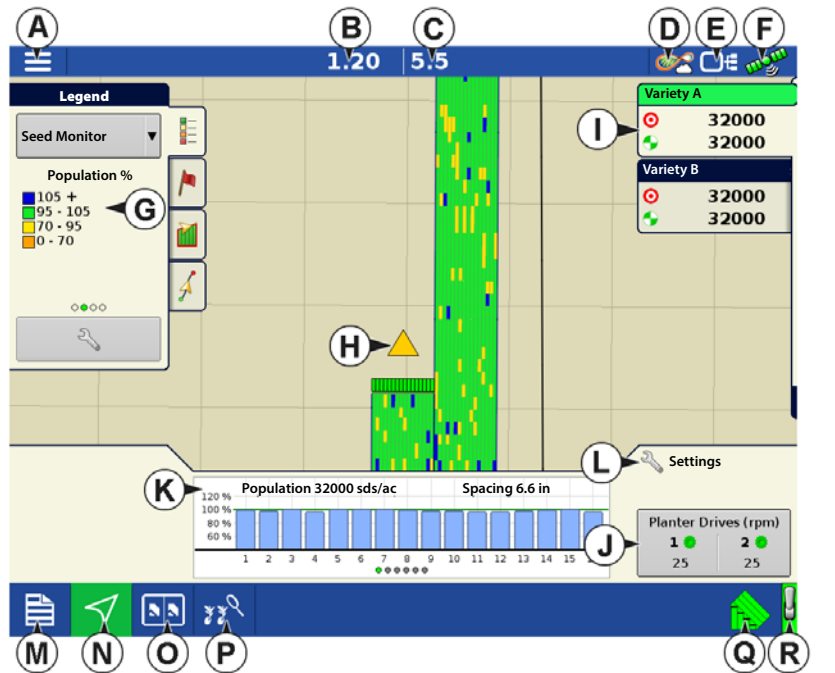 A B C D E F
1.20 5.5
Legend
Seed Monitor
Population %
105 +
95 - 105
70 - 95
0 - 70
G
Variety A
32000
32000
I
Variety B
32000
32000
H
L Settings
K
Population 32000 sds/ac Spacing 6.6 in
120 %
100 %
80 %
60 %
1 2 3 4 5 6 7 8 9 10 11 12 13 14 15
Planter Drives (rpm)
1 2
25 25
J
M N O P Q R